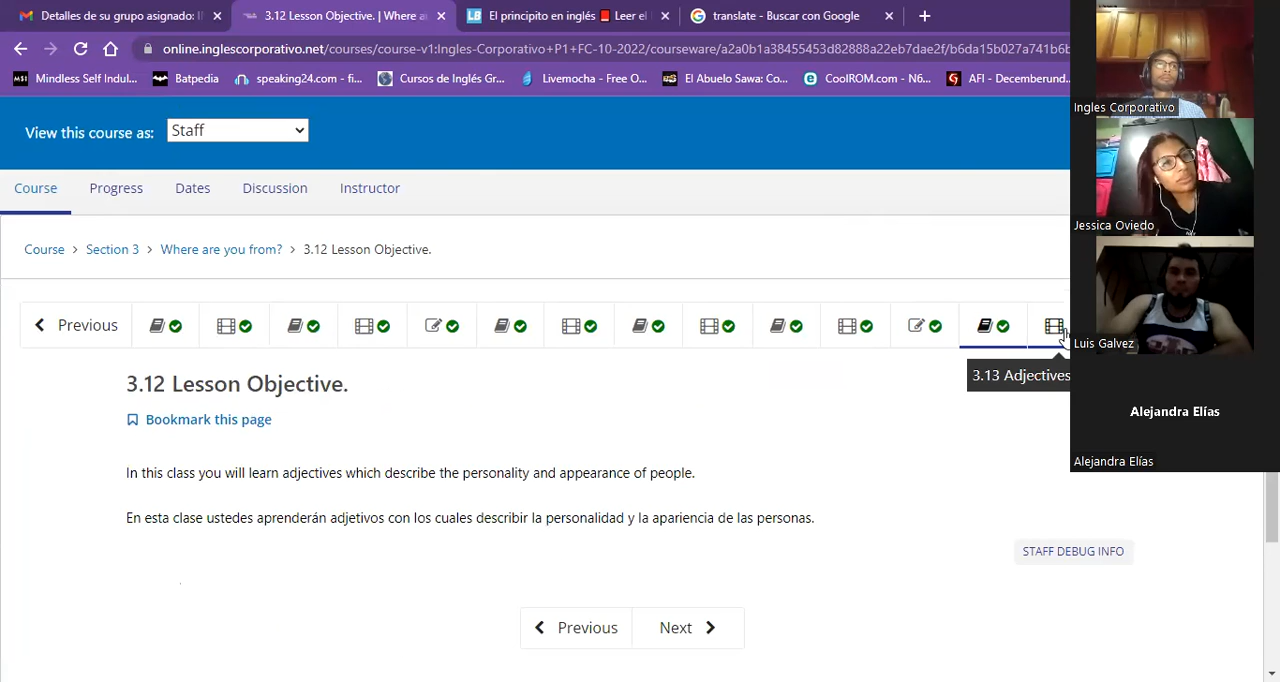 Detalles de su grupo asignado: I
3.12 Lesson Objective. | Where a
El principito en inglés 📕 Leer el
translate - Buscar con Google
online.inglescorporativo.net/courses/course-v1:Ingles-Corporativo+P1+FC-10-2022/courseware/a2a0b1a38455453d82888a22eb7dae2f/b6da15b027a741b6b
Mindless Self Indul...
Batpedia
speaking24.com - fi...
Cursos de Inglés Gr...
Livemocha - Free O...
El Abuelo Sawa: Co...
CoolROM.com - N6...
AFI - Decemberund...
View this course as:
Staff
Course
Progress
Dates
Discussion
Instructor
Course > Section 3 > Where are you from? > 3.12 Lesson Objective.
Previous
3.13 Adjectives
3.12 Lesson Objective.
Bookmark this page
In this class you will learn adjectives which describe the personality and appearance of people.
En esta clase ustedes aprenderán adjetivos con los cuales describir la personalidad y la apariencia de las personas.
STAFF DEBUG INFO
Previous
Next
Ingles Corporativo
Jessica Oviedo
Luis Galvez
Alejandra Elías
Alejandra Elías